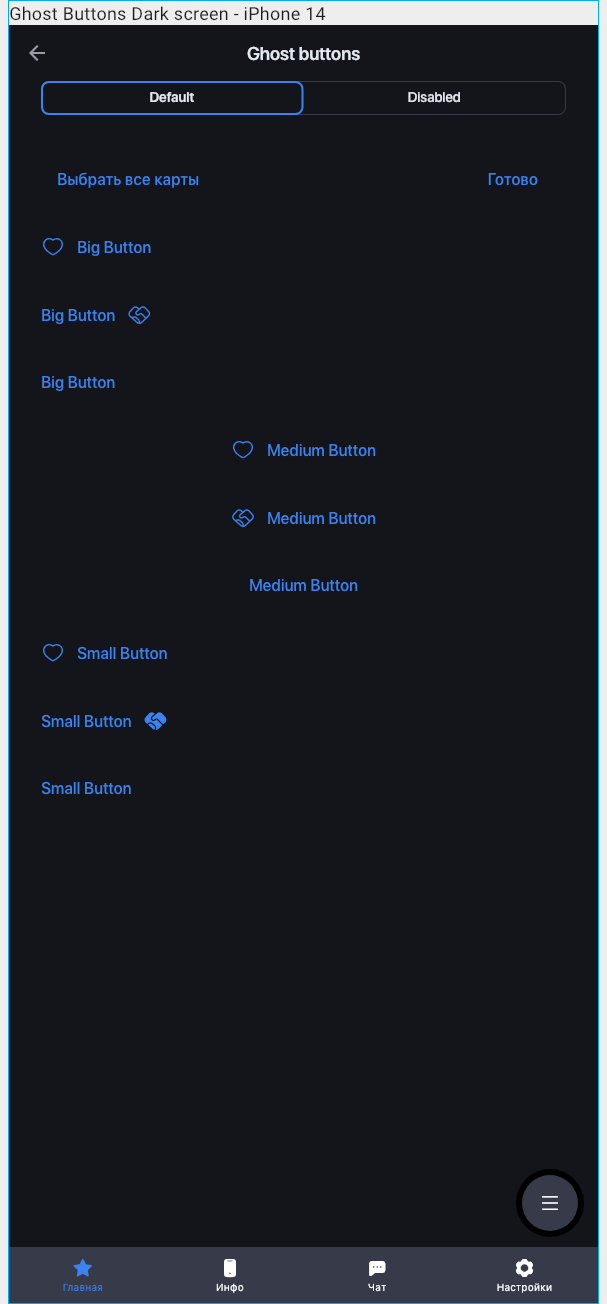 Ghost Buttons Dark screen - iPhone 14
Ghost buttons
Default Disabled
Выбрать все карты Готово
Big Button
Big Button
Big Button
Medium Button
Medium Button
Medium Button
Small Button
Small Button
Small Button
Главная Инфо Чат Настройки